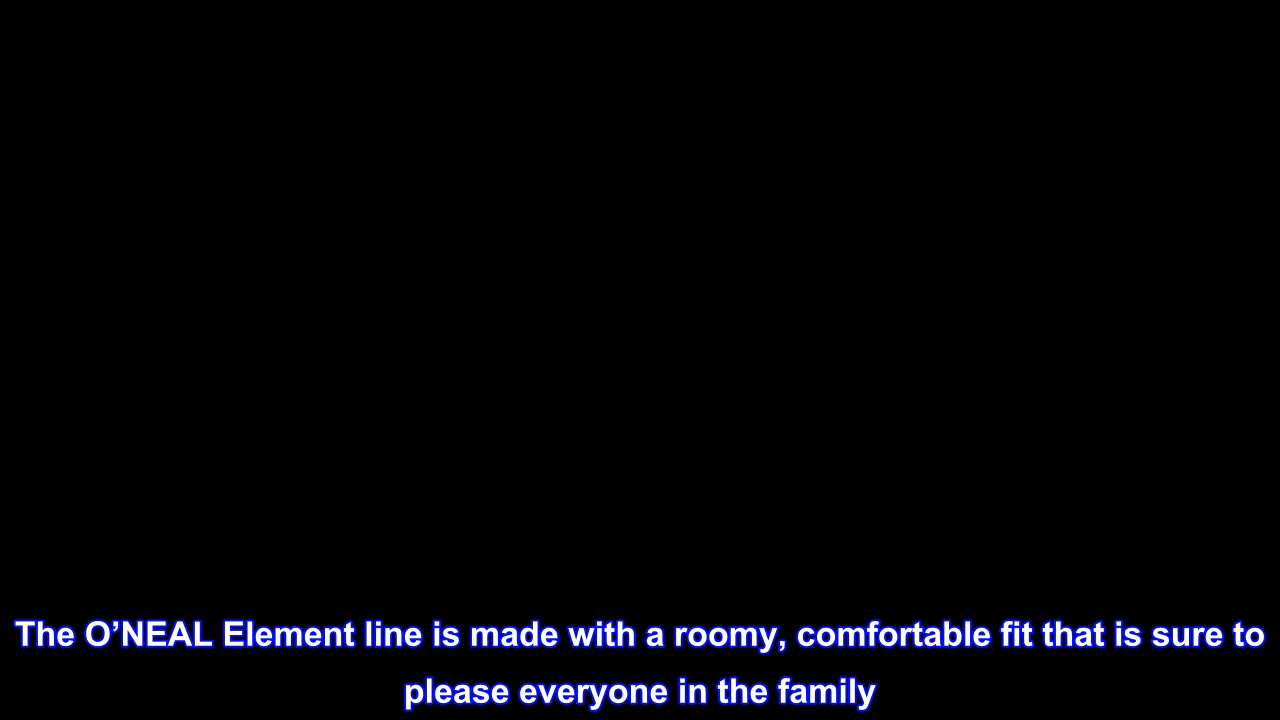 The O’NEAL Element line is made with a roomy, comfortable fit that is sure to
please everyone in the family